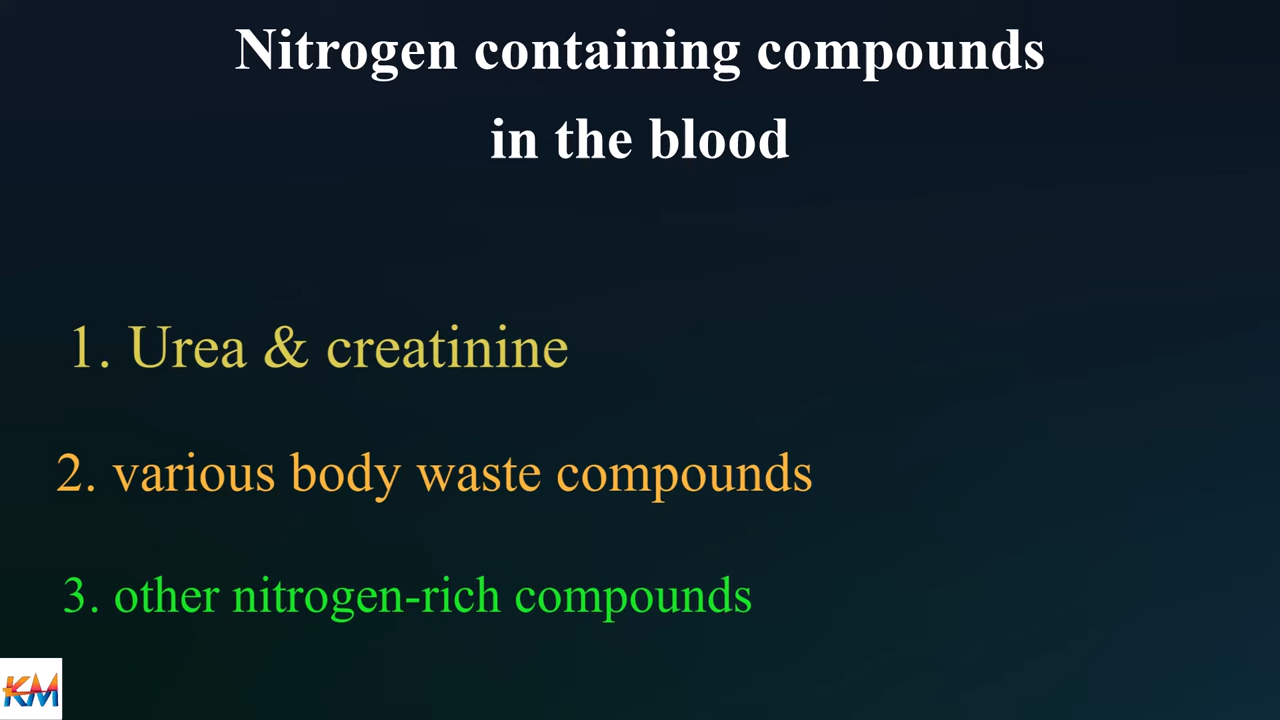 Nitrogen containing compounds
in the blood
1. Urea & creatinine
2. various body waste compounds
3. other nitrogen-rich compounds
KM